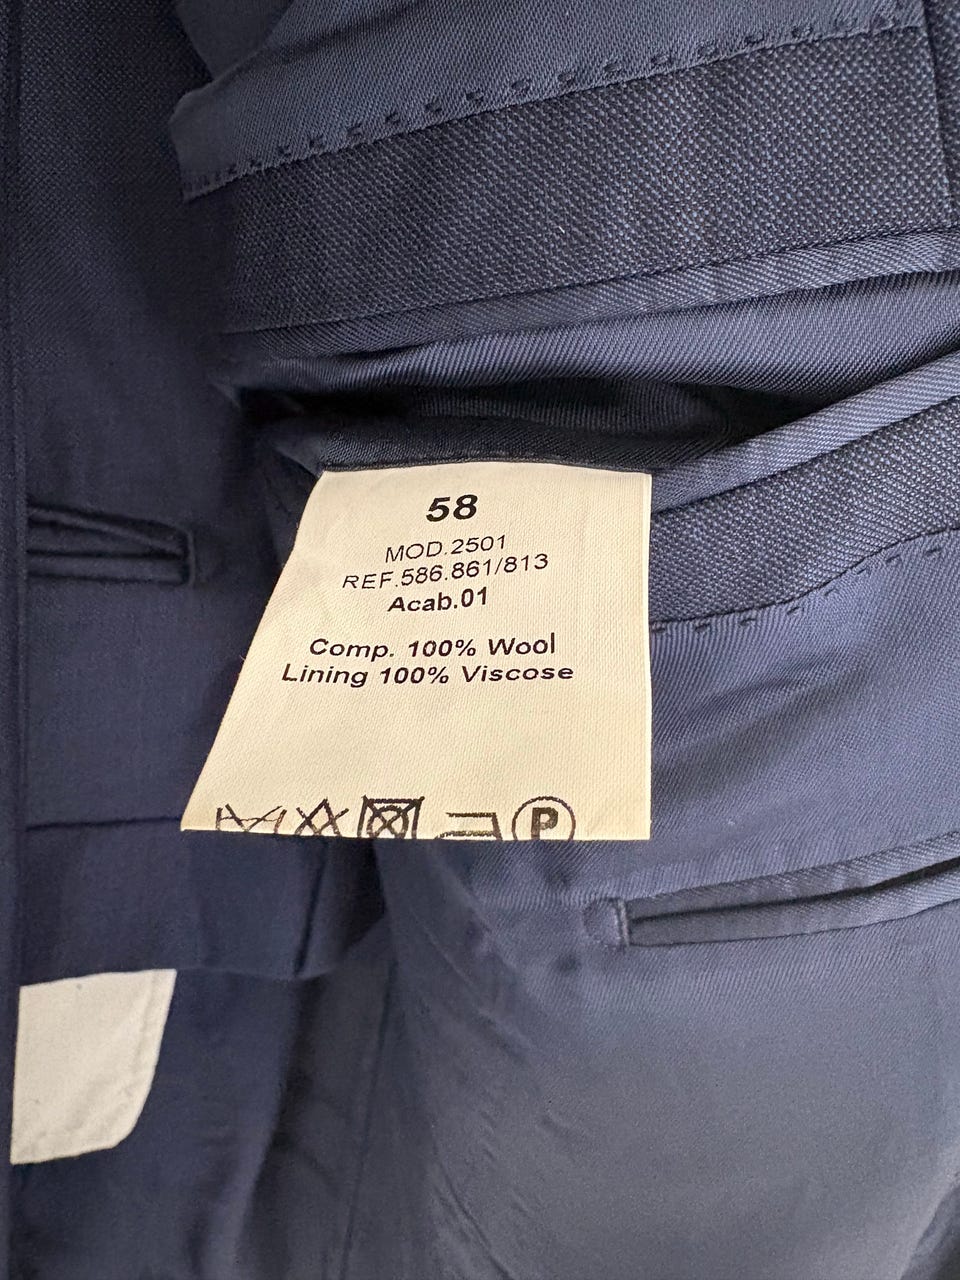 58
MOD.2501
REF.586.861/813
Acab.01
Comp. 100% Wool
Lining 100% Viscose
P